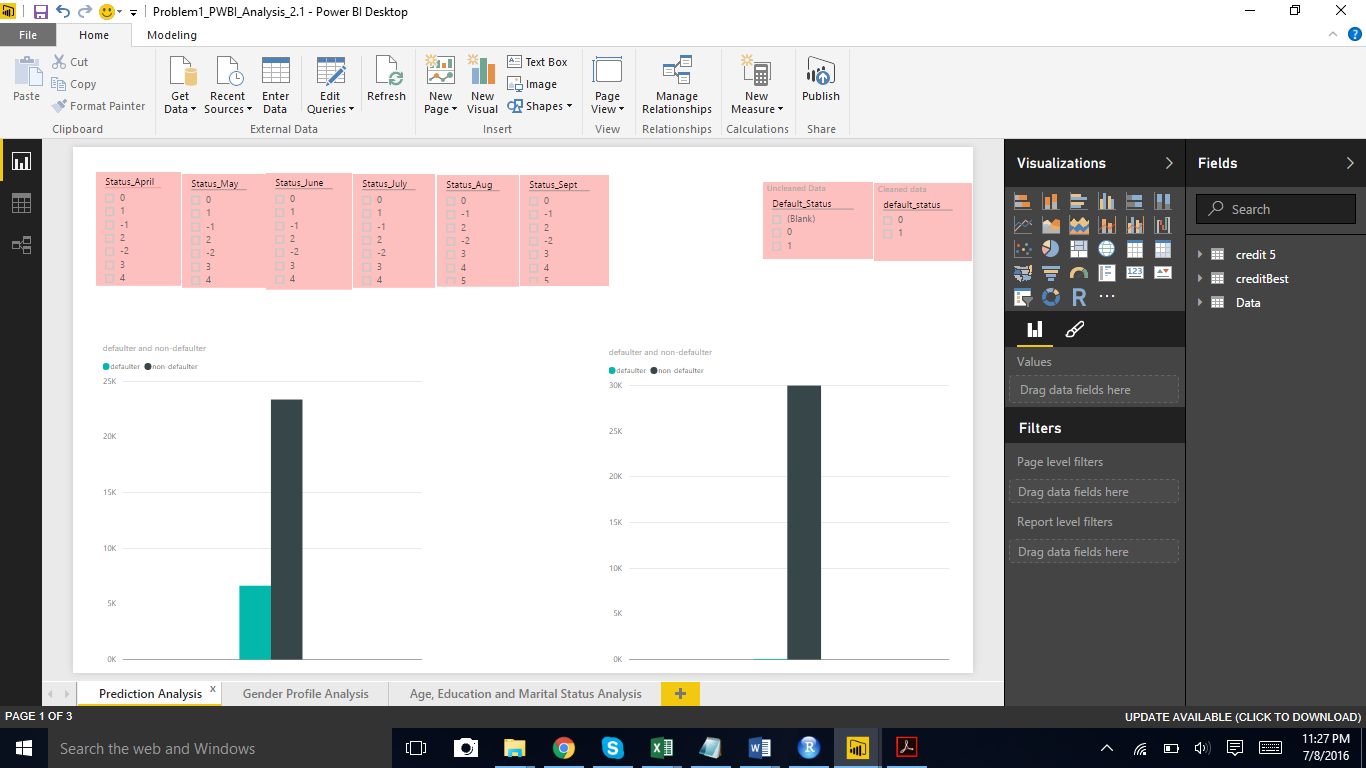 Problem1_PWBI_Analysis_2.1 - Power BI Desktop
File Home Modeling
Paste
Cut
Copy
Format Painter
Clipboard
Get Data
Recent Sources
Enter Data
Edit Queries
Refresh
External Data
New Page
New Visual
Text Box
Image
Shapes
Insert
Page View
View
Manage Relationships
Relationships
New Measure
Calculations
Publish
Share
Status_April
0
1
-1
2
-2
3
4
Status_May
0
1
-1
2
-2
3
4
Status_June
0
1
-1
2
-2
3
4
Status_July
0
1
-1
2
-2
3
4
Status_Aug
0
-1
2
-2
3
4
5
Status_Sept
0
-1
2
-2
3
4
5
Uncleaned Data
Default_Status
(Blank)
0
1
Cleaned data
default_status
0
1
defaulter and non-defaulter
defaulter non-defaulter
25K
20K
15K
10K
5K
0K
defaulter and non-defaulter
defaulter non-defaulter
30K
25K
20K
15K
10K
5K
0K
Visualizations
123
R
Values
Drag data fields here
Filters
Page level filters
Drag data fields here
Report level filters
Drag data fields here
Fields
Search
credit 5
creditBest
Data
Prediction Analysis x
Gender Profile Analysis
Age, Education and Marital Status Analysis
+
PAGE 1 OF 3
UPDATE AVAILABLE (CLICK TO DOWNLOAD)
Search the web and Windows
11:27 PM
7/8/2016